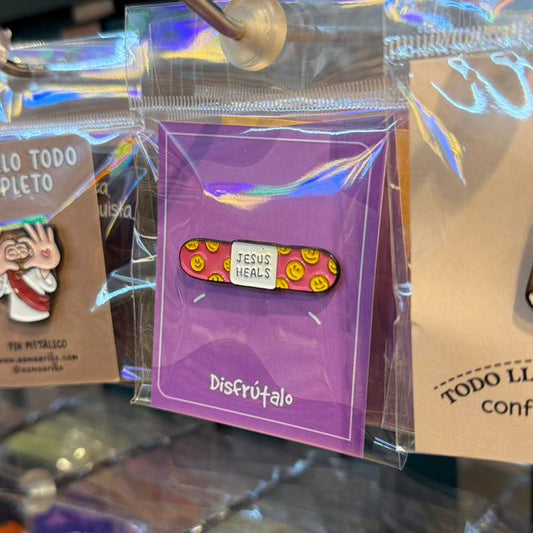 LO TODO
PLETO
PIN METÁLICO
JESUS
HEALS
Disfrútalo
TODO LL
conf